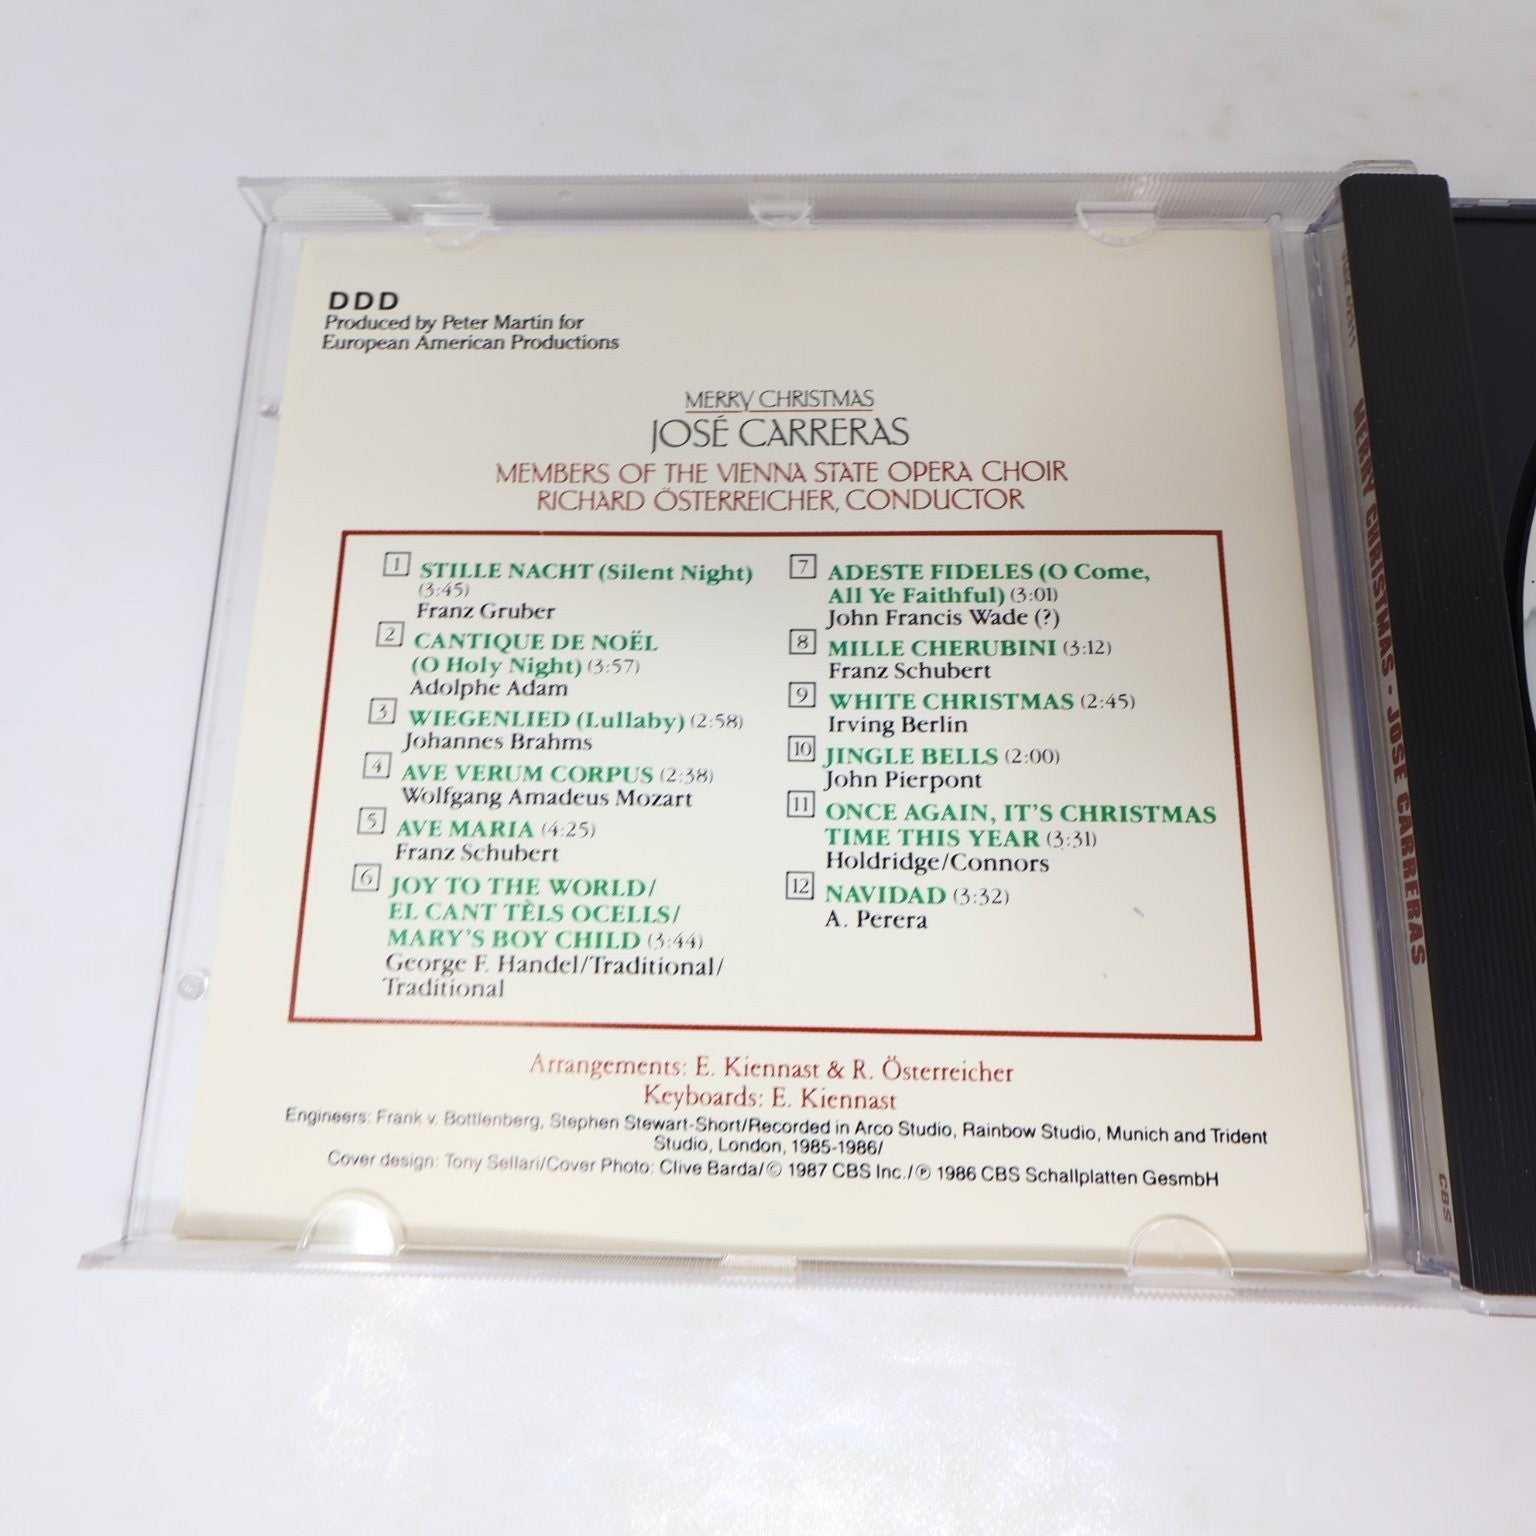 DDD
Produced by Peter Martin for
European American Productions
MERRY CHRISTMAS
JOSÉ CARRERAS
MEMBERS OF THE VIENNA STATE OPERA CHOIR
RICHARD ÖSTERREICHER, CONDUCTOR
1 STILLE NACHT (Silent Night)
(3:45)
Franz Gruber
2 CANTIQUE DE NOËL
(O Holy Night) (3:57)
Adolphe Adam
3 WIEGENLIED (Lullaby) (2:58)
Johannes Brahms
4 AVE VERUM CORPUS (2:38)
Wolfgang Amadeus Mozart
5 AVE MARIA (4:25)
Franz Schubert
6 JOY TO THE WORLD/
EL CANT TÊLS OCELLS/
MARY'S BOY CHILD (3:44)
George F. Handel/Traditional/
Traditional
7 ADESTE FIDELES (O Come,
All Ye Faithful) (3:01)
John Francis Wade (?)
8 MILLE CHERUBINI (3:12)
Franz Schubert
9 WHITE CHRISTMAS (2:45)
Irving Berlin
10 JINGLE BELLS (2:00)
John Pierpont
11 ONCE AGAIN, IT'S CHRISTMAS
TIME THIS YEAR (3:31)
Holdridge/Connors
12 NAVIDAD (3:32)
A. Perera
Arrangements: E. Kiennast & R. Österreicher
Keyboards: E. Kiennast
Engineers: Frank v. Bottlenberg, Stephen Stewart-Short/Recorded in Arco Studio, Rainbow Studio, Munich and Trident
Studio, London, 1985-1986/
Cover design: Tony Sellari/Cover Photo: Clive Barda/© 1987 CBS Inc./℗ 1986 CBS Schallplatten GesmbH
MERRY CHRISTMAS · JOSÉ CARRERAS
CBS